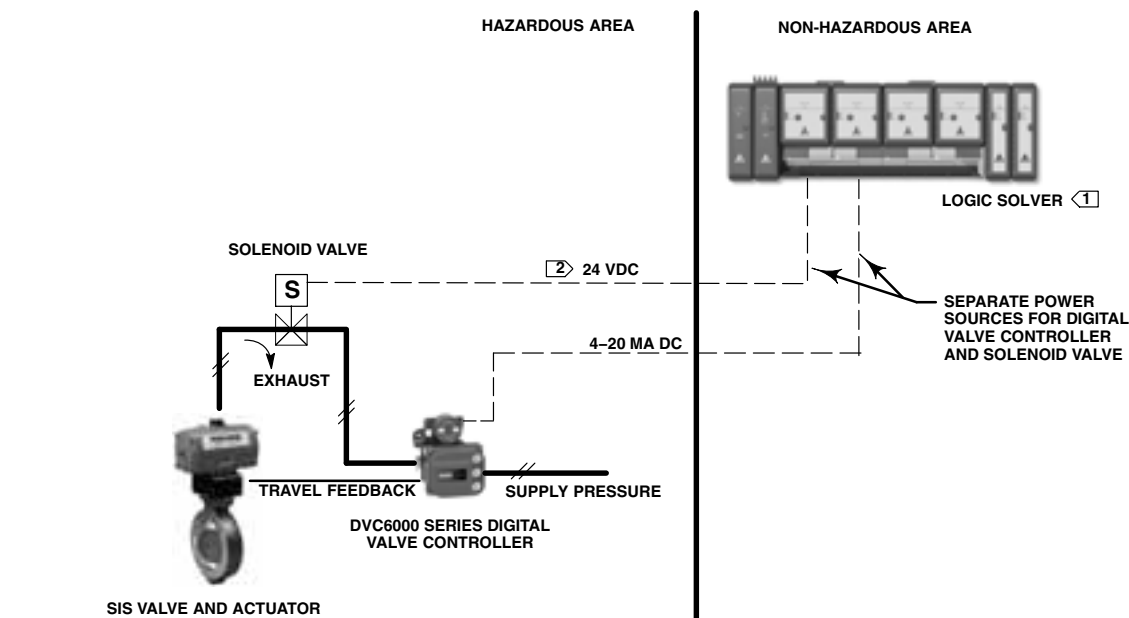 HAZARDOUS AREA
NON-HAZARDOUS AREA
LOGIC SOLVER 1
SOLENOID VALVE
S
2 24 VDC
SEPARATE POWER
SOURCES FOR DIGITAL
VALVE CONTROLLER
AND SOLENOID VALVE
4–20 MA DC
EXHAUST
TRAVEL FEEDBACK
SUPPLY PRESSURE
DVC6000 SERIES DIGITAL
VALVE CONTROLLER
SIS VALVE AND ACTUATOR